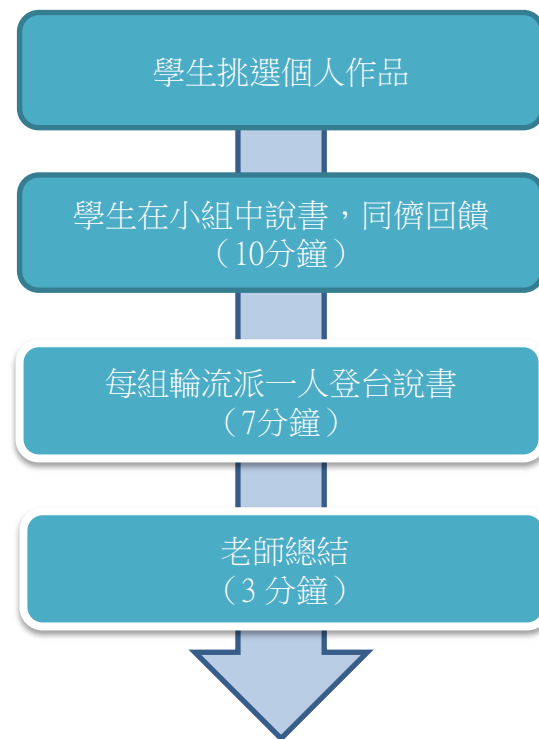 學生挑選個人作品
學生在小組中說書，同儕回饋
（10分鐘）
每組輪流派一人登台說書
（7分鐘）
老師總結
（3 分鐘）